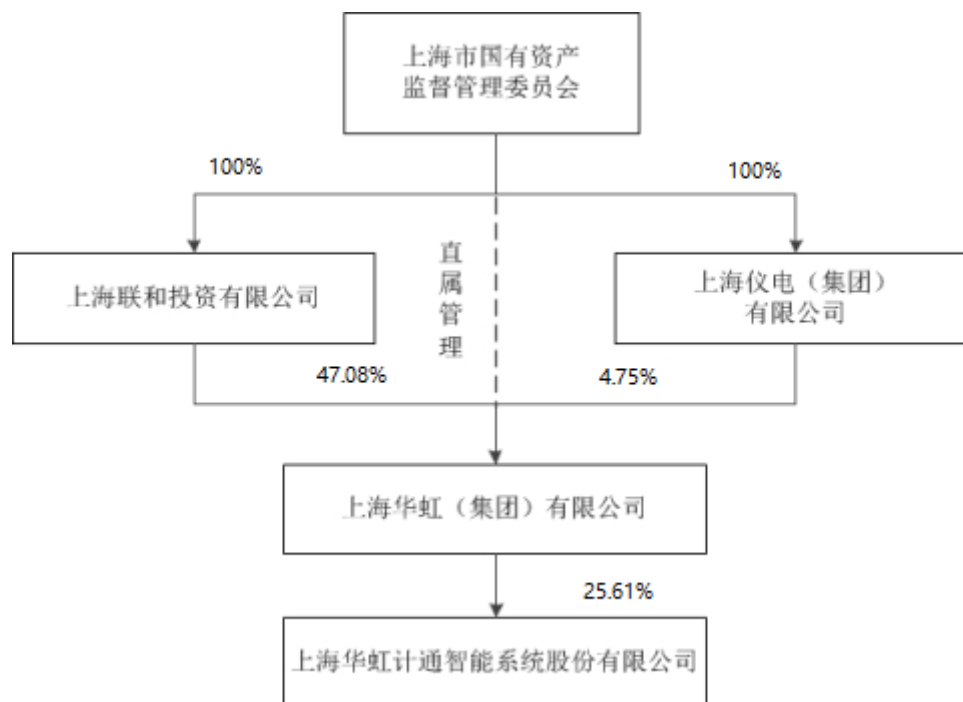 上海市国有资产
监督管理委员会
100%
100%
直属管理
上海联和投资有限公司
上海仪电（集团）
有限公司
47.08%
4.75%
上海华虹（集团）有限公司
25.61%
上海华虹计通智能系统股份有限公司